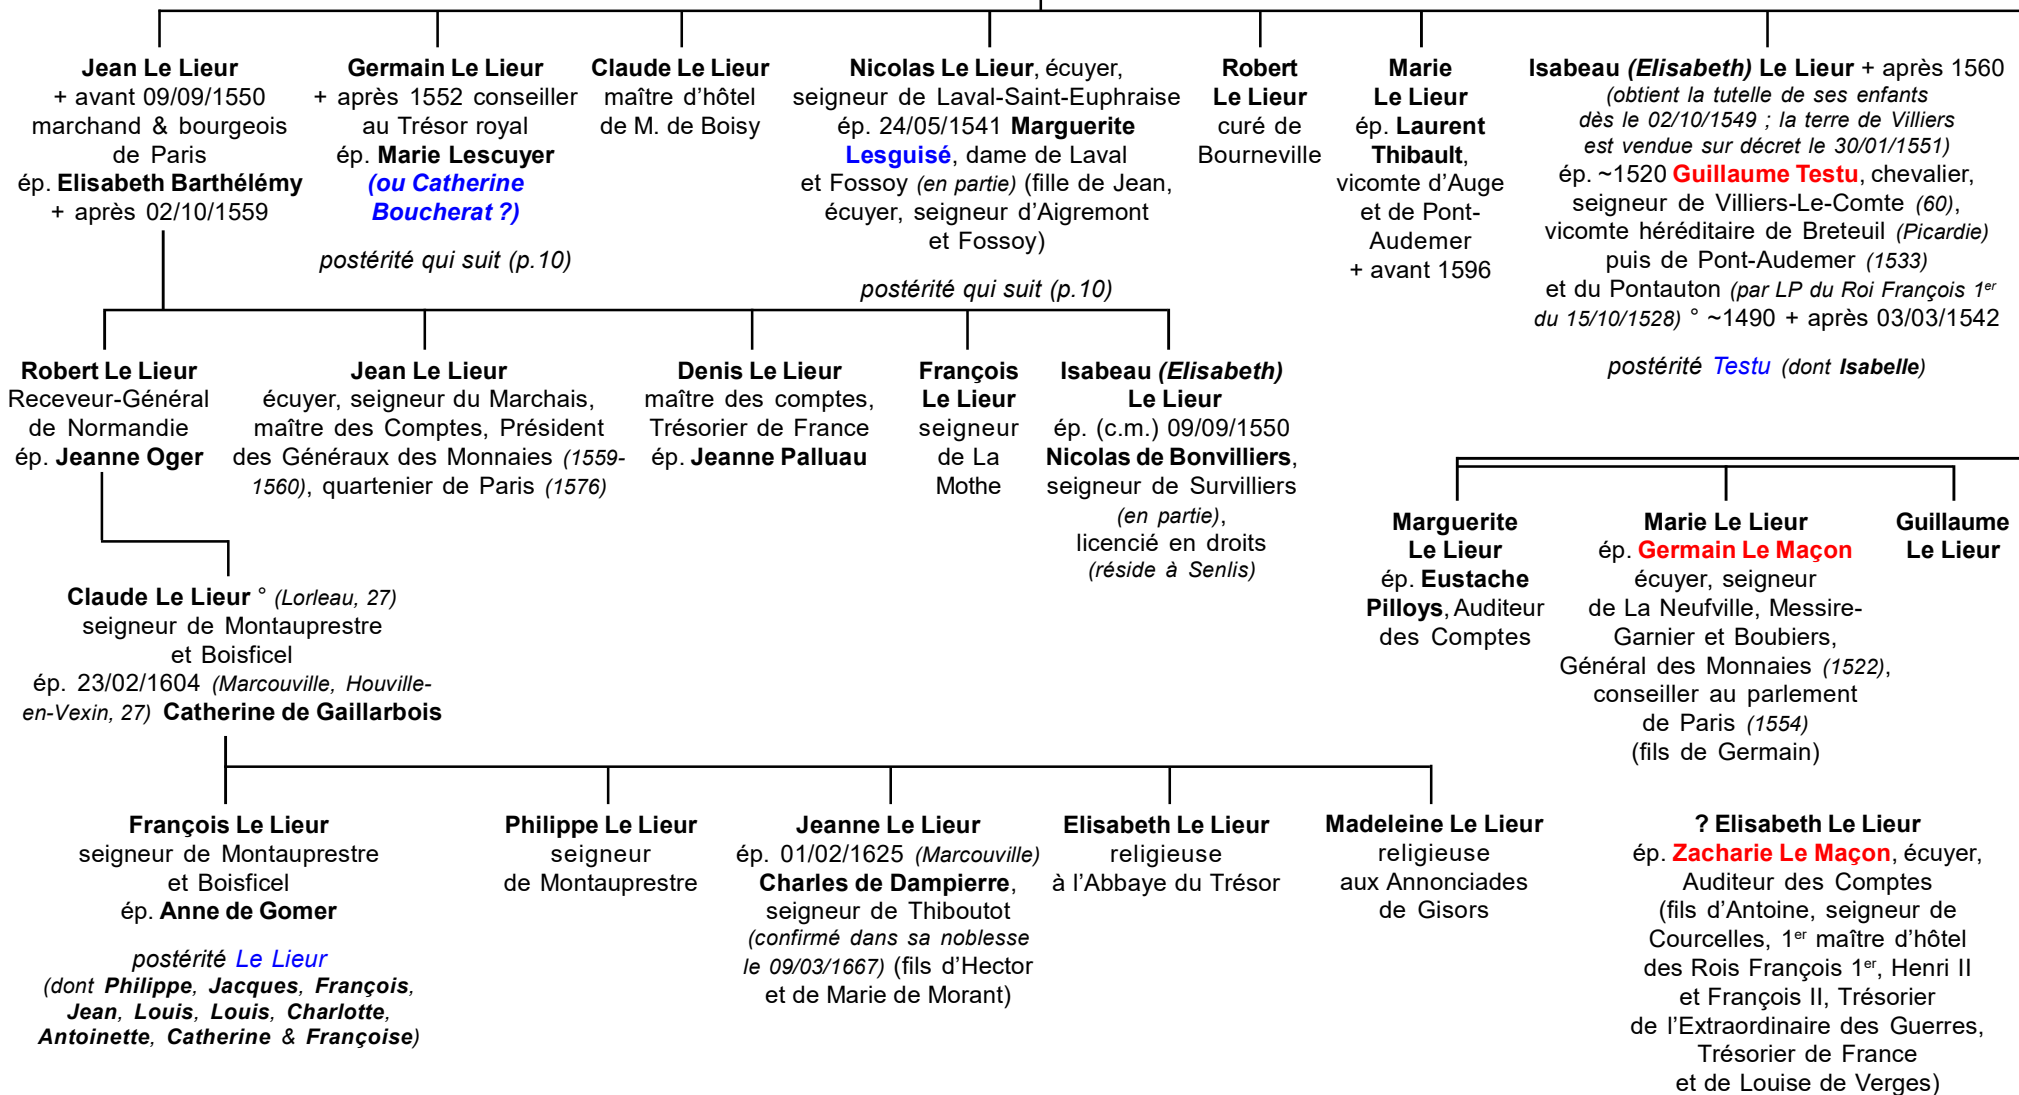 Jean Le Lieur
+ avant 09/09/1550
marchand & bourgeois
de Paris
ép. Elisabeth Barthélémy
+ après 02/10/1559
Germain Le Lieur
+ après 1552 conseiller
au Trésor royal
ép. Marie Lescuyer
(ou Catherine
Boucherat ?)
postérité qui suit (p.10)
Claude Le Lieur
maître d’hôtel
de M. de Boisy
Nicolas Le Lieur, écuyer,
seigneur de Laval-Saint-Euphraise
ép. 24/05/1541 Marguerite
Lesguisé, dame de Laval
et Fossoy (en partie) (fille de Jean,
écuyer, seigneur d’Aigremont
et Fossoy)
postérité qui suit (p.10)
Robert
Le Lieur
curé de
Bourneville
Marie
Le Lieur
ép. Laurent
Thibault,
vicomte d’Auge
et de Pont-
Audemer
+ avant 1596
Isabeau (Elisabeth) Le Lieur + après 1560
(obtient la tutelle de ses enfants
dès le 02/10/1549 ; la terre de Villiers
est vendue sur décret le 30/01/1551)
ép. ~1520 Guillaume Testu, chevalier,
seigneur de Villiers-Le-Comte (60),
vicomte héréditaire de Breteuil (Picardie)
puis de Pont-Audemer (1533)
et du Pontauton (par LP du Roi François 1er
du 15/10/1528) ° ~1490 + après 03/03/1542
postérité Testu (dont Isabelle)
Robert Le Lieur
Receveur-Général
de Normandie
ép. Jeanne Oger
Jean Le Lieur
écuyer, seigneur du Marchais,
maître des Comptes, Président
des Généraux des Monnaies (1559-
1560), quartenier de Paris (1576)
Denis Le Lieur
maître des comptes,
Trésorier de France
ép. Jeanne Palluau
François
Le Lieur
seigneur
de La
Mothe
Isabeau (Elisabeth)
Le Lieur
ép. (c.m.) 09/09/1550
Nicolas de Bonvilliers,
seigneur de Survilliers
(en partie),
licencié en droits
(réside à Senlis)
Marguerite
Le Lieur
ép. Eustache
Pilloys, Auditeur
des Comptes
Marie Le Lieur
ép. Germain Le Maçon
écuyer, seigneur
de La Neufville, Messire-
Garnier et Boubiers,
Général des Monnaies (1522),
conseiller au parlement
de Paris (1554)
(fils de Germain)
Guillaume
Le Lieur
Claude Le Lieur ° (Lorleau, 27)
seigneur de Montauprestre
et Boisficel
ép. 23/02/1604 (Marcouville, Houville-
en-Vexin, 27) Catherine de Gaillarbois
François Le Lieur
seigneur de Montauprestre
et Boisficel
ép. Anne de Gomer
postérité Le Lieur
(dont Philippe, Jacques, François,
Jean, Louis, Louis, Charlotte,
Antoinette, Catherine & Françoise)
Philippe Le Lieur
seigneur
de Montauprestre
Jeanne Le Lieur
ép. 01/02/1625 (Marcouville)
Charles de Dampierre,
seigneur de Thiboutot
(confirmé dans sa noblesse
le 09/03/1667) (fils d’Hector
et de Marie de Morant)
Elisabeth Le Lieur
religieuse
à l’Abbaye du Trésor
Madeleine Le Lieur
religieuse
aux Annonciades
de Gisors
? Elisabeth Le Lieur
ép. Zacharie Le Maçon, écuyer,
Auditeur des Comptes
(fils d’Antoine, seigneur de
Courcelles, 1er maître d’hôtel
des Rois François 1er, Henri II
et François II, Trésorier
de l’Extraordinaire des Guerres,
Trésorier de France
et de Louise de Verges)